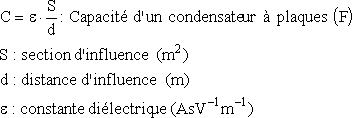 C = ε · S/d : Capacité d'un condensateur à plaques (F)
S : section d'influence (m²)
d : distance d'influence (m)
ε : constante diélectrique (AsV⁻¹m⁻¹)